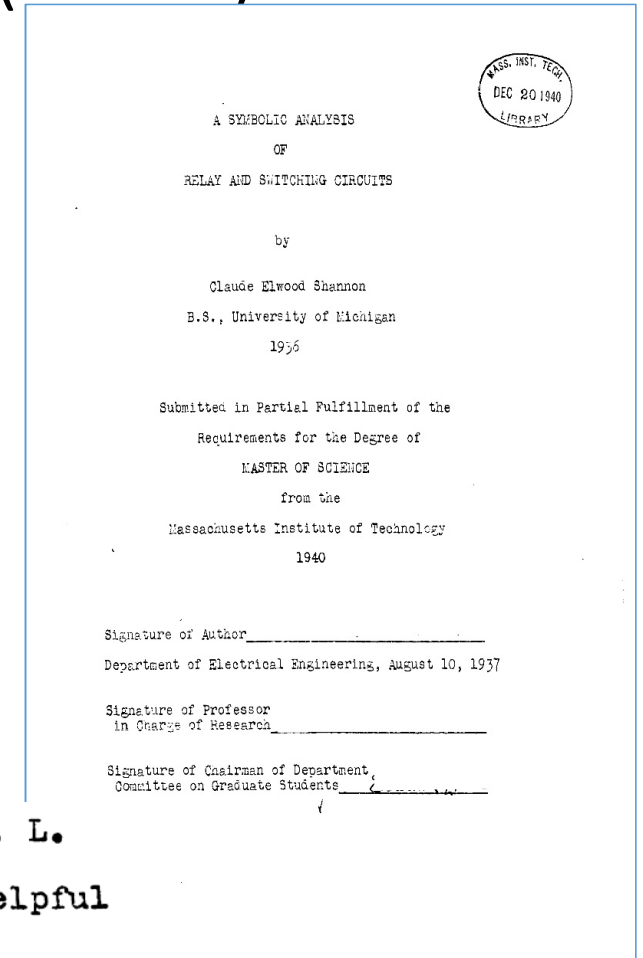 MASS. INST. TECH.
DEC 20 1940
LIBRARY
A SYMBOLIC ANALYSIS
OF
RELAY AND SWITCHING CIRCUITS
by
Claude Elwood Shannon
B.S., University of Michigan
1936
Submitted in Partial Fulfillment of the
Requirements for the Degree of
MASTER OF SCIENCE
from the
Massachusetts Institute of Technology
1940
Signature of Author
Department of Electrical Engineering, August 10, 1937
Signature of Professor
in Charge of Research
Signature of Chairman of Department
Committee on Graduate Students
L.
elpful